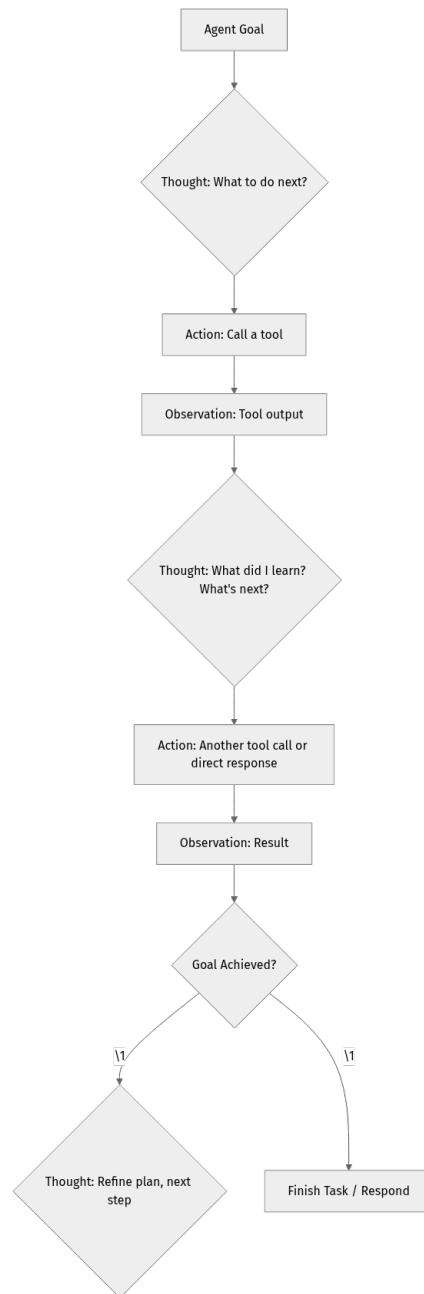 Agent Goal
Thought: What to do next?
Action: Call a tool
Observation: Tool output
Thought: What did I learn?
What's next?
Action: Another tool call or
direct response
Observation: Result
Goal Achieved?
\1
\1
Thought: Refine plan, next
step
Finish Task / Respond